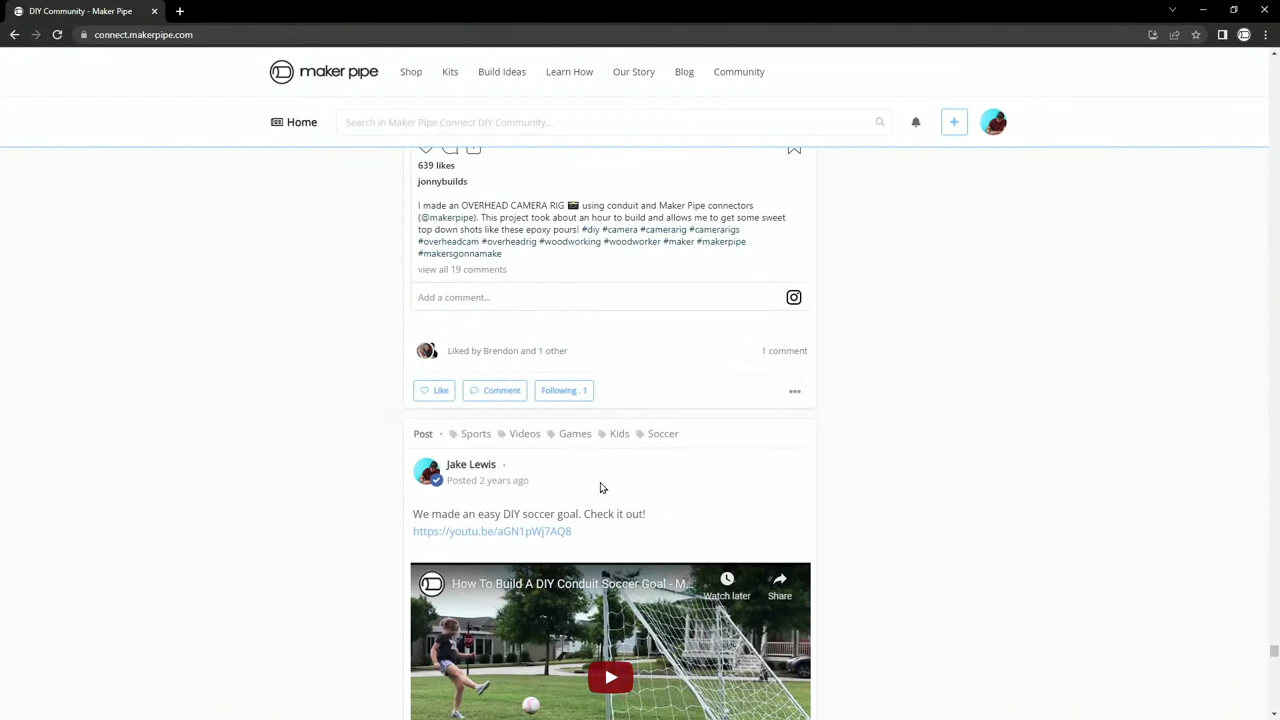 DIY Community - Maker Pipe
connect.makerpipe.com
maker pipe Shop Kits Build Ideas Learn How Our Story Blog Community
Home Search in Maker Pipe Connect DIY Community...
639 likes
jonnybuilds
I made an OVERHEAD CAMERA RIG 📸 using conduit and Maker Pipe connectors
(@makerpipe). This project took about an hour to build and allows me to get some sweet
top down shots like these epoxy pours! #diy #camera #camerarig #camerarigs
#overheadcam #overheadrig #woodworking #woodworker #maker #makerpipe
#makersgonnamake
view all 19 comments
Add a comment...
Liked by Brendon and 1 other 1 comment
Like Comment Following . 1
Post · Sports Videos Games Kids Soccer
Jake Lewis ·
Posted 2 years ago
We made an easy DIY soccer goal. Check it out!
https://youtu.be/aGN1pWj7AQ8
How To Build A DIY Conduit Soccer Goal - M...
Watch later Share